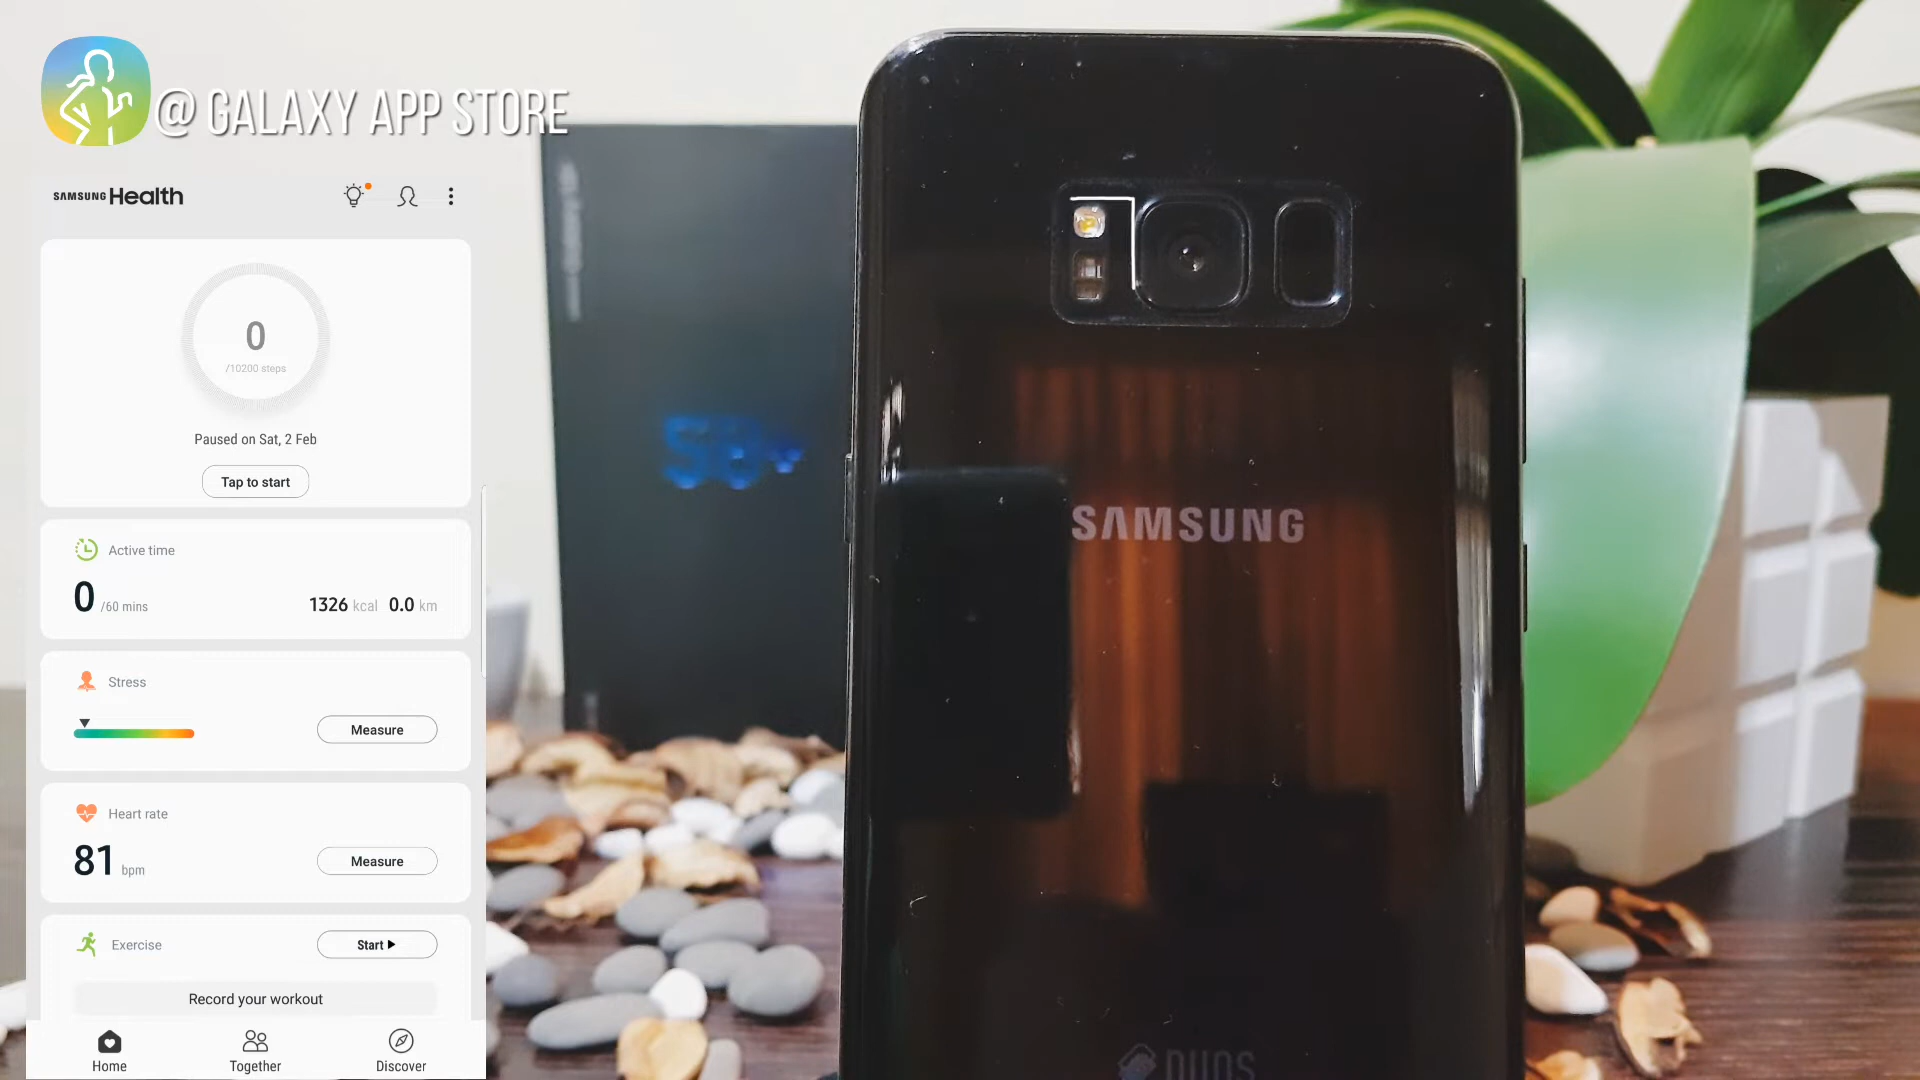 @ GALAXY APP STORE
SAMSUNG Health
0
/10200 steps
Paused on Sat, 2 Feb
Tap to start
Active time
0 /60 mins 1326 kcal 0.0 km
Stress
Measure
Heart rate
81 bpm
Measure
Exercise
Start
Record your workout
Home
Together
Discover
S8+
SAMSUNG
DUOS